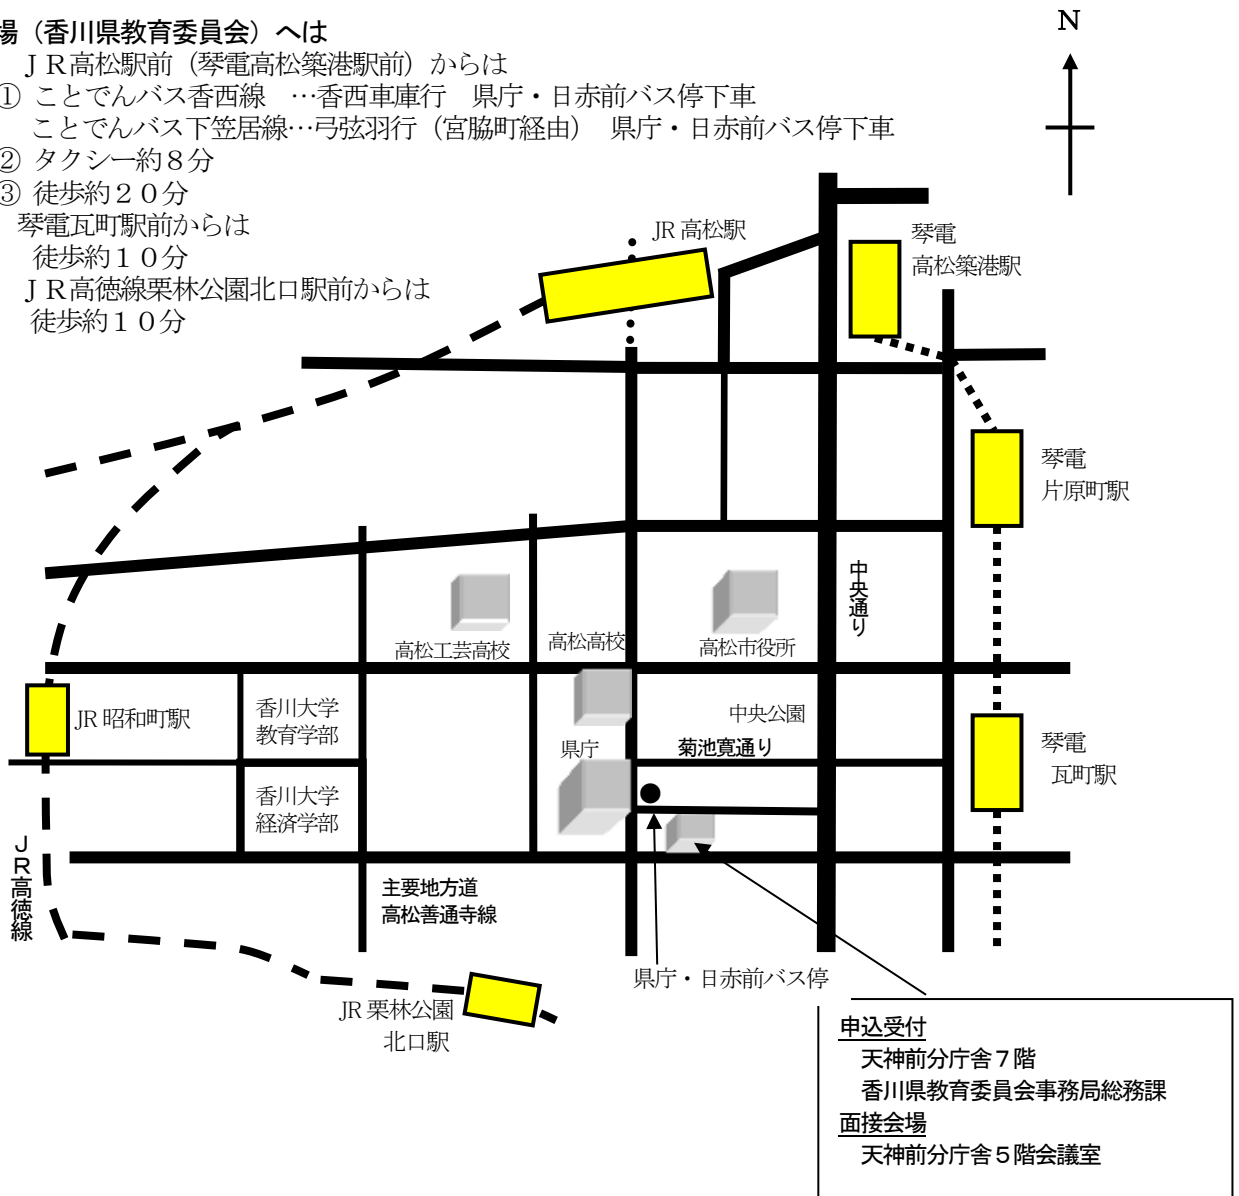 場（香川県教育委員会）へは
ＪＲ高松駅前（琴電高松築港駅前）からは
① ことでんバス香西線　…香西車庫行　県庁・日赤前バス停下車
ことでんバス下笠居線…弓弦羽行（宮脇町経由）　県庁・日赤前バス停下車
② タクシー約８分
③ 徒歩約２０分
琴電瓦町駅前からは
徒歩約１０分
ＪＲ高徳線栗林公園北口駅前からは
徒歩約１０分
N
JR 高松駅
琴電
高松築港駅
琴電
片原町駅
中央通り
高松工芸高校
高松高校
高松市役所
JR 昭和町駅
香川大学
教育学部
中央公園
県庁
菊池寛通り
琴電
瓦町駅
香川大学
経済学部
ＪＲ高徳線
主要地方道
高松善通寺線
県庁・日赤前バス停
JR 栗林公園
北口駅
申込受付
天神前分庁舎７階
香川県教育委員会事務局総務課
面接会場
天神前分庁舎５階会議室